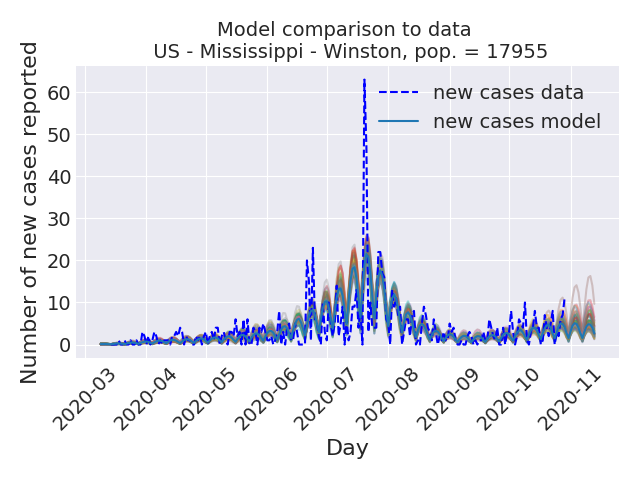 Model comparison to data
US - Mississippi - Winston, pop. = 17955
Number of new cases reported
60
50
40
30
20
10
0
new cases data
new cases model
2020-03
2020-04
2020-05
2020-06
2020-07
2020-08
2020-09
2020-10
2020-11
Day